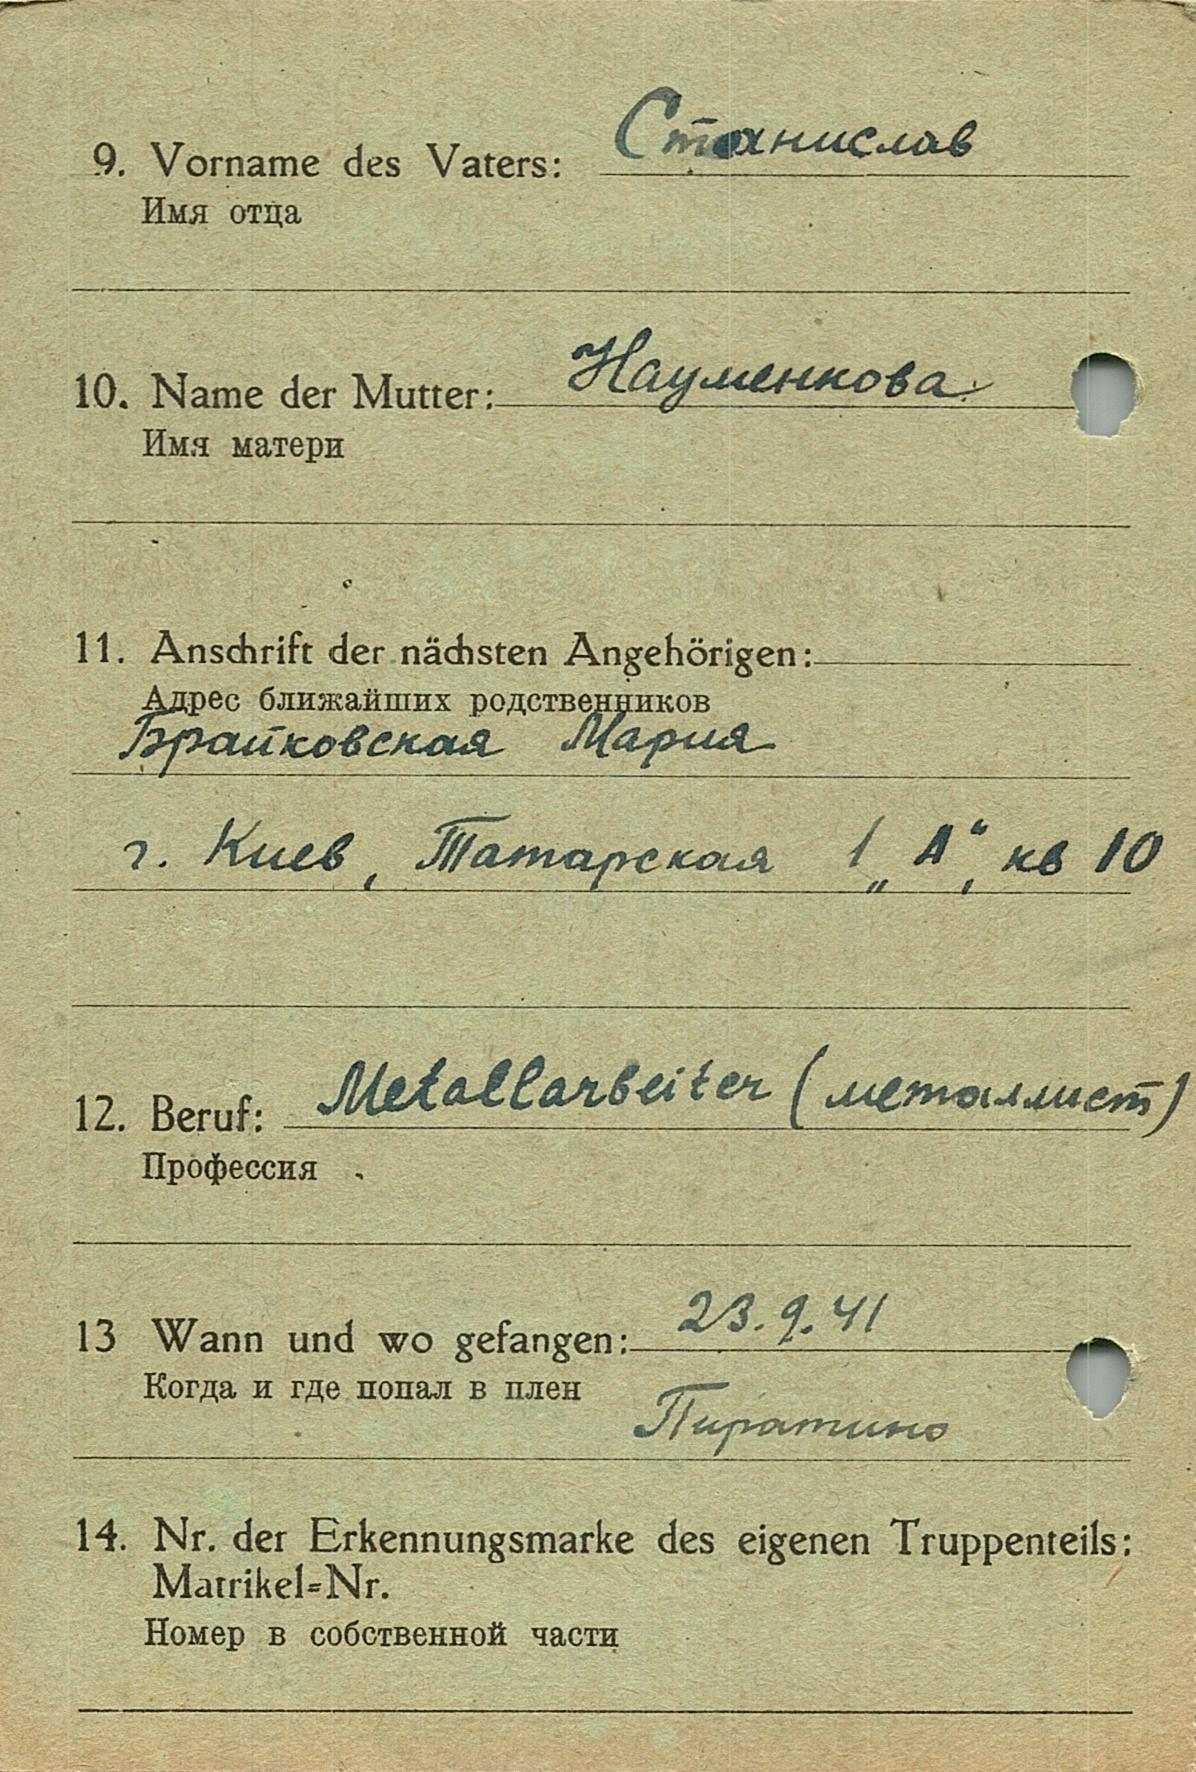 9. Vorname des Vaters: Станислав
Имя отца
10. Name der Mutter: Науменкова
Имя матери
11. Anschrift der nächsten Angehörigen:
Адрес ближайших родственников
Брайковская Мария
г. Киев, Татарская 1 „А“, кв 10
12. Beruf: Metallarbeiter (металлист)
Профессия
13 Wann und wo gefangen: 23.9.41
Когда и где попал в плен
Пиратино
14. Nr. der Erkennungsmarke des eigenen Truppenteils:
Matrikel=Nr.
Номер в собственной части